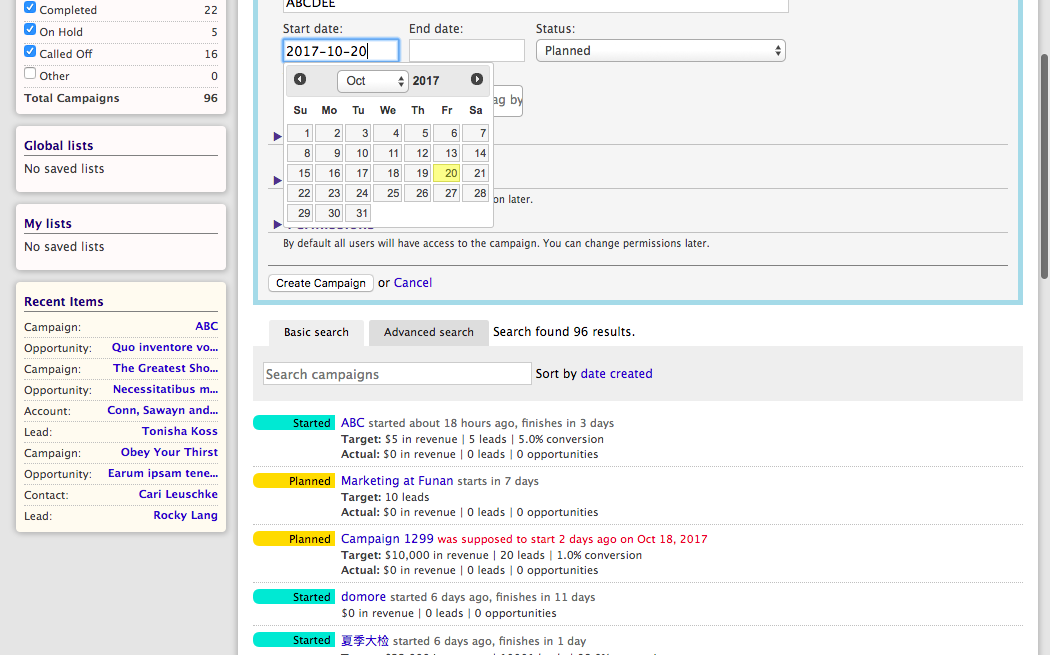 Completed 22
On Hold 5
Called Off 16
Other 0
Total Campaigns 96
Global lists
No saved lists
My lists
No saved lists
Recent Items
Campaign: ABC
Opportunity: Quo inventore vo...
Campaign: The Greatest Sho...
Opportunity: Necessitatibus m...
Account: Conn, Sawayn and...
Lead: Tonisha Koss
Campaign: Obey Your Thirst
Opportunity: Earum ipsam tene...
Contact: Cari Leuschke
Lead: Rocky Lang
ABCDEE
Start date: End date: Status:
2017-10-20 Planned
Oct 2017
Su Mo Tu We Th Fr Sa
1 2 3 4 5 6 7
8 9 10 11 12 13 14
15 16 17 18 19 20 21
22 23 24 25 26 27 28
29 30 31
ag by
on later.
By default all users will have access to the campaign. You can change permissions later.
Create Campaign or Cancel
Basic search Advanced search Search found 96 results.
Search campaigns Sort by date created
Started ABC started about 18 hours ago, finishes in 3 days
Target: $5 in revenue | 5 leads | 5.0% conversion
Actual: $0 in revenue | 0 leads | 0 opportunities
Planned Marketing at Funan starts in 7 days
Target: 10 leads
Actual: $0 in revenue | 0 leads | 0 opportunities
Planned Campaign 1299 was supposed to start 2 days ago on Oct 18, 2017
Target: $10,000 in revenue | 20 leads | 1.0% conversion
Actual: $0 in revenue | 0 leads | 0 opportunities
Started domore started 6 days ago, finishes in 11 days
$0 in revenue | 0 leads | 0 opportunities
Started 夏季大检 started 6 days ago, finishes in 1 day